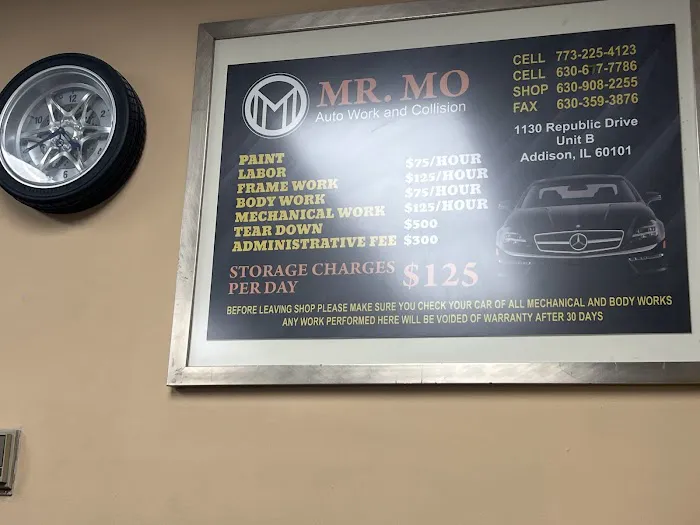 MR. MO
Auto Work and Collision
CELL 773-225-4123
CELL 630-677-7786
SHOP 630-908-2255
FAX 630-359-3876
1130 Republic Drive
Unit B
Addison, IL 60101
PAINT
LABOR $75/HOUR
FRAME WORK $125/HOUR
BODY WORK $75/HOUR
MECHANICAL WORK $125/HOUR
TEAR DOWN $500
ADMINISTRATIVE FEE $300
STORAGE CHARGES $125
PER DAY
BEFORE LEAVING SHOP PLEASE MAKE SURE YOU CHECK YOUR CAR OF ALL MECHANICAL AND BODY WORKS
ANY WORK PERFORMED HERE WILL BE VOIDED OF WARRANTY AFTER 30 DAYS
12
6